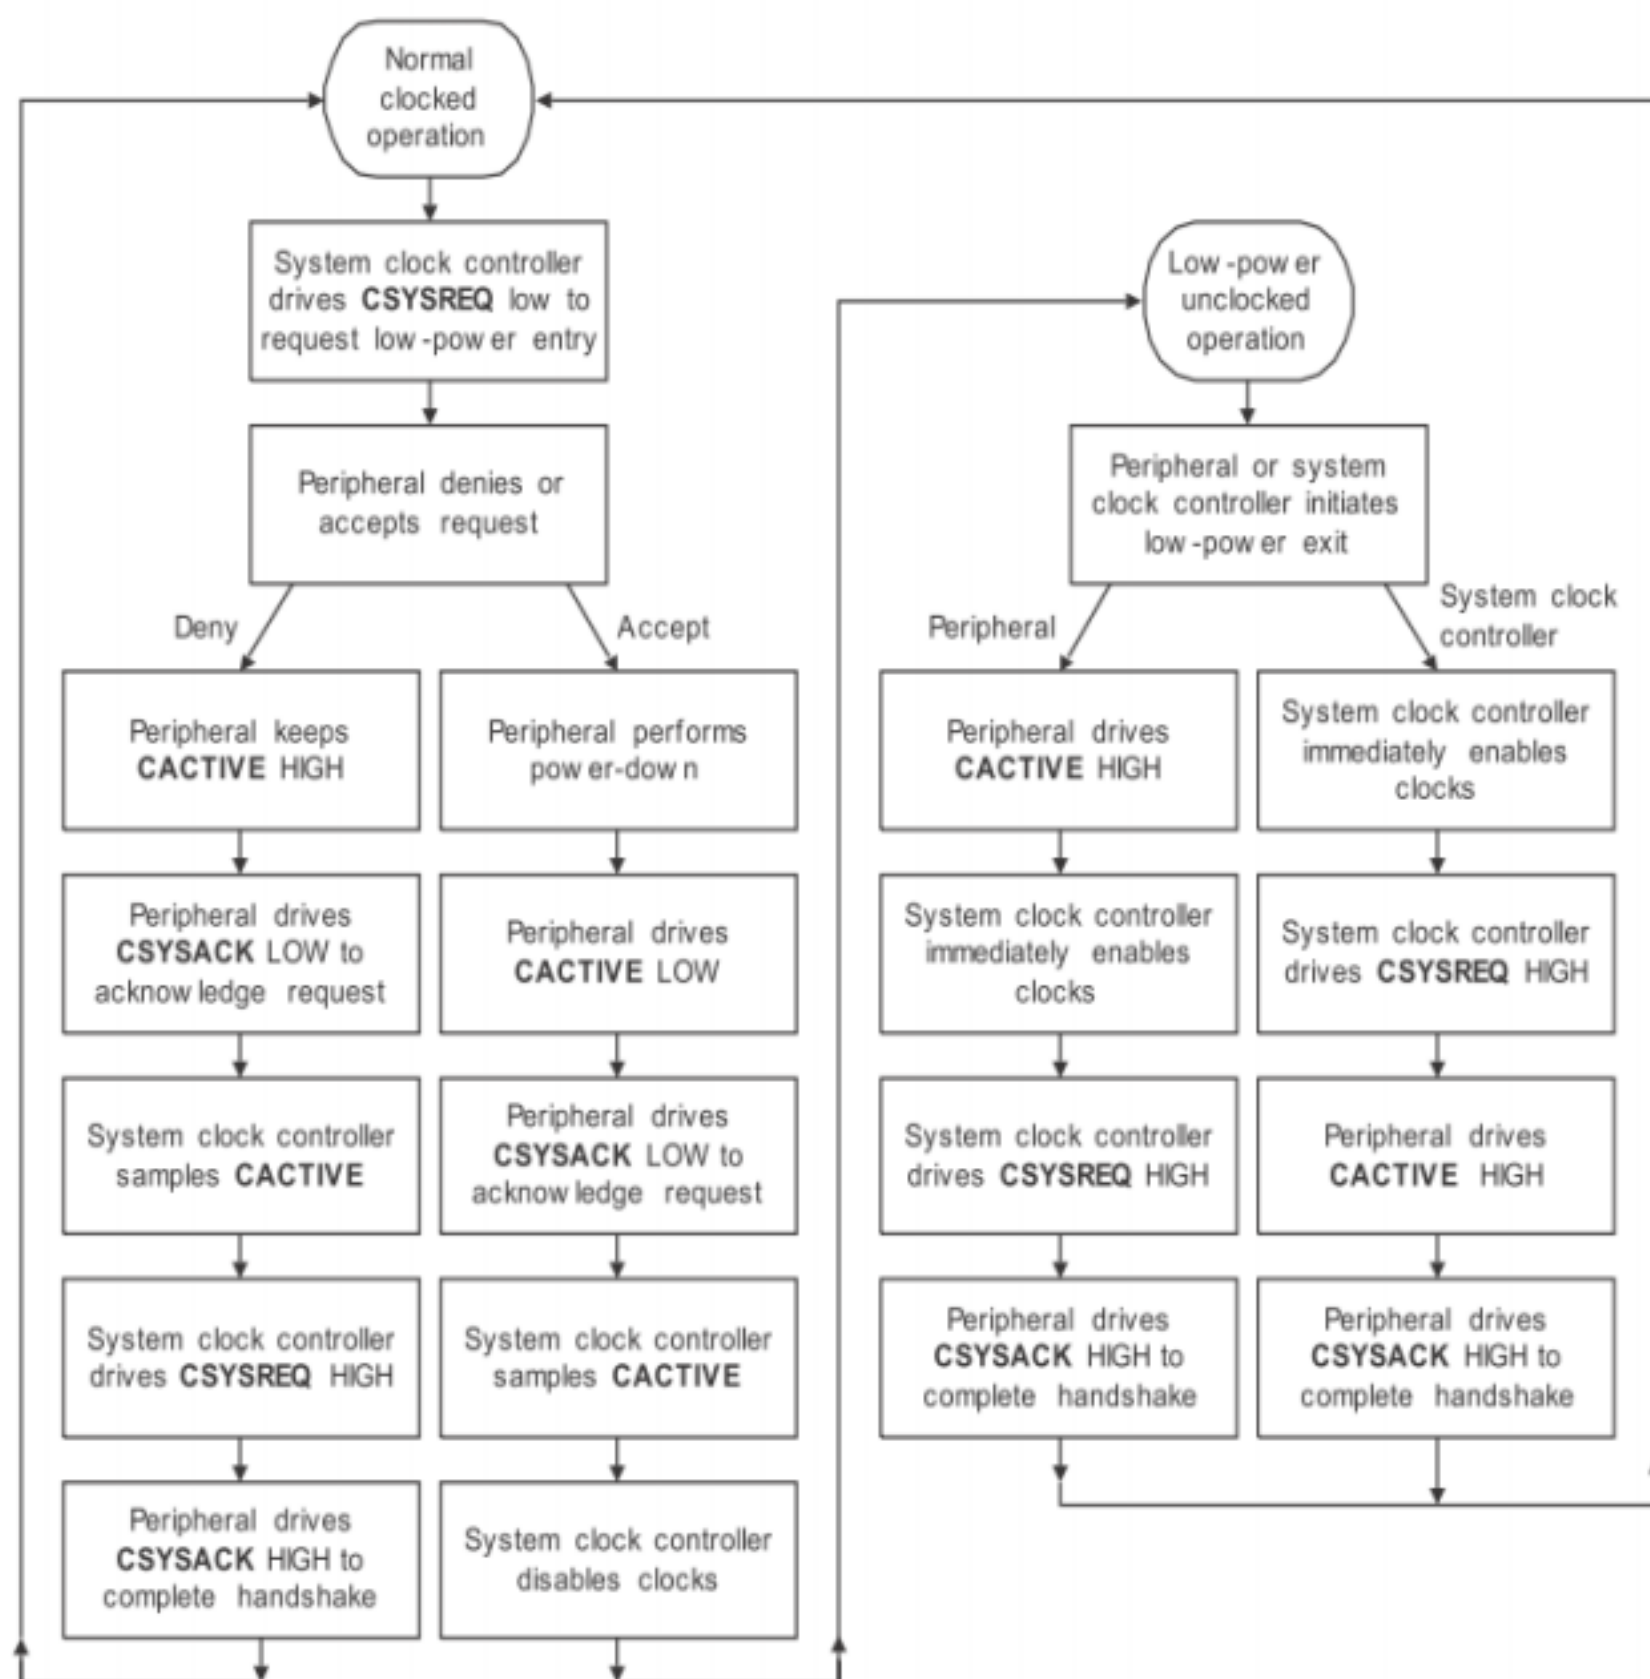 Normal
clocked
operation
System clock controller
drives CSYSREQ low to
request low-power entry
Peripheral denies or
accepts request
Deny
Accept
Peripheral keeps
CACTIVE HIGH
Peripheral drives
CSYSACK LOW to
acknowledge request
System clock controller
samples CACTIVE
System clock controller
drives CSYSREQ HIGH
Peripheral drives
CSYSACK HIGH to
complete handshake
Peripheral performs
power-down
Peripheral drives
CACTIVE LOW
Peripheral drives
CSYSACK LOW to
acknowledge request
System clock controller
samples CACTIVE
System clock controller
disables clocks
Low-power
unclocked
operation
Peripheral or system
clock controller initiates
low-power exit
Peripheral
System clock
controller
Peripheral drives
CACTIVE HIGH
System clock controller
immediately enables
clocks
System clock controller
drives CSYSREQ HIGH
Peripheral drives
CSYSACK HIGH to
complete handshake
System clock controller
immediately enables
clocks
System clock controller
drives CSYSREQ HIGH
Peripheral drives
CACTIVE HIGH
Peripheral drives
CSYSACK HIGH to
complete handshake